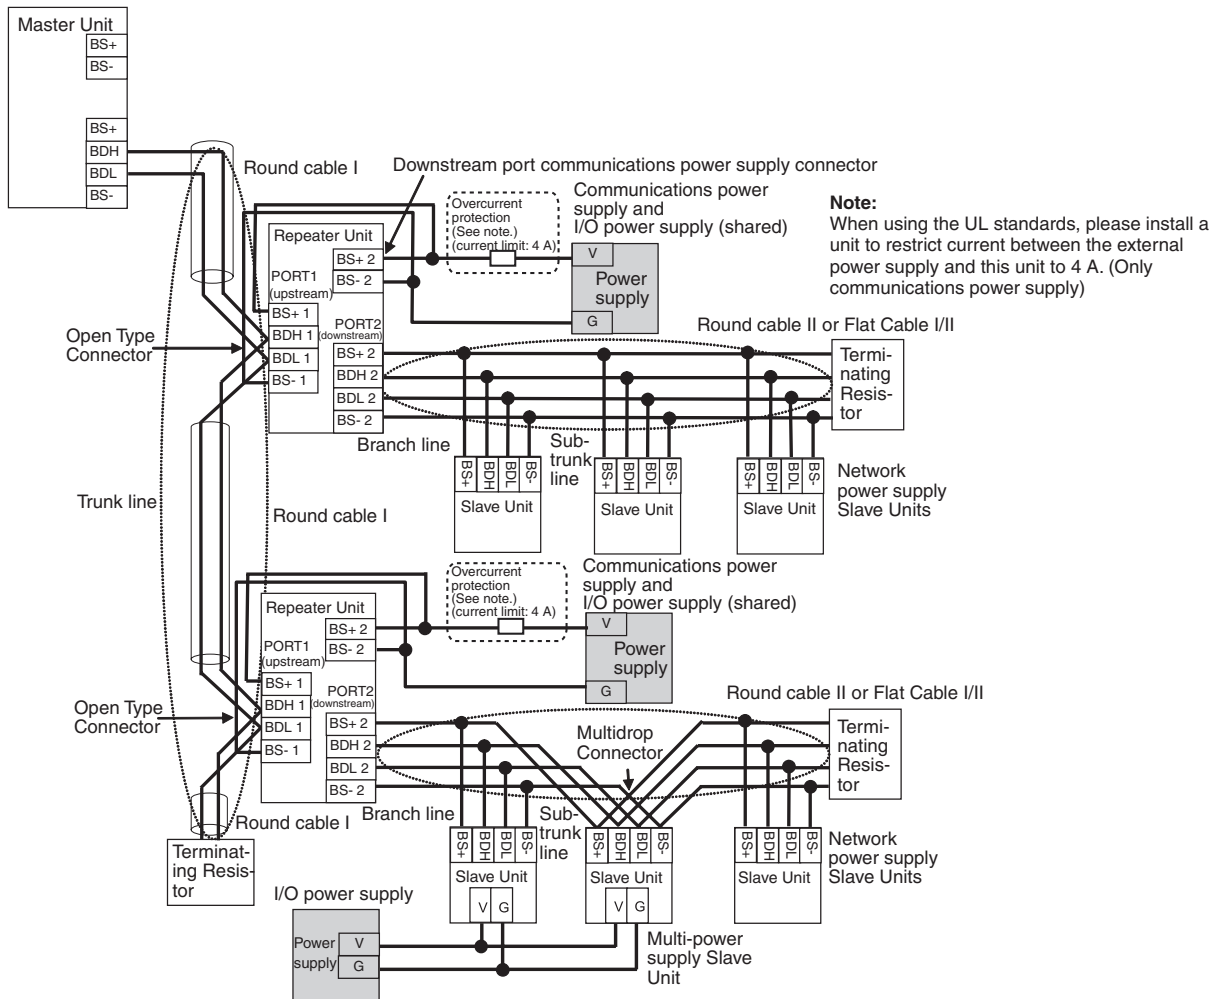 Master Unit
BS+
BS-
BS+
BDH
BDL
BS-
Round cable I
Downstream port communications power supply connector
Overcurrent
protection
(See note.)
(current limit: 4 A)
Communications power
supply and
I/O power supply (shared)
Note:
When using the UL standards, please install a
unit to restrict current between the external
power supply and this unit to 4 A. (Only
communications power supply)
Repeater Unit
BS+ 2
BS- 2
PORT1
(upstream)
BS+ 1
BDH 1
BDL 1
BS- 1
PORT2
(downstream)
BS+ 2
BDH 2
BDL 2
BS- 2
V
Power
supply
G
Open Type
Connector
Round cable II or Flat Cable I/II
Termi-
nating
Resis-
tor
Branch line
Sub-
trunk
line
BS+
BDH
BDL
BS-
Slave Unit
BS+
BDH
BDL
BS-
Slave Unit
BS+
BDH
BDL
BS-
Slave Unit
Network
power supply
Slave Units
Trunk line
Round cable I
Overcurrent
protection
(See note.)
(current limit: 4 A)
Communications power
supply and
I/O power supply (shared)
Repeater Unit
BS+ 2
BS- 2
PORT1
(upstream)
BS+ 1
BDH 1
BDL 1
BS- 1
PORT2
(downstream)
BS+ 2
BDH 2
BDL 2
BS- 2
V
Power
supply
G
Open Type
Connector
Round cable II or Flat Cable I/II
Multidrop
Connector
Termi-
nating
Resis-
tor
Branch line
Sub-
trunk
line
Round cable I
Terminat-
ing Resis-
tor
BS+
BDH
BDL
BS-
Slave Unit
V
G
BS+
BDH
BDL
BS-
Slave Unit
V
G
BS+
BDH
BDL
BS-
Slave Unit
Network
power supply
Slave Units
I/O power supply
Power
supply
V
G
Multi-power
supply Slave
Unit